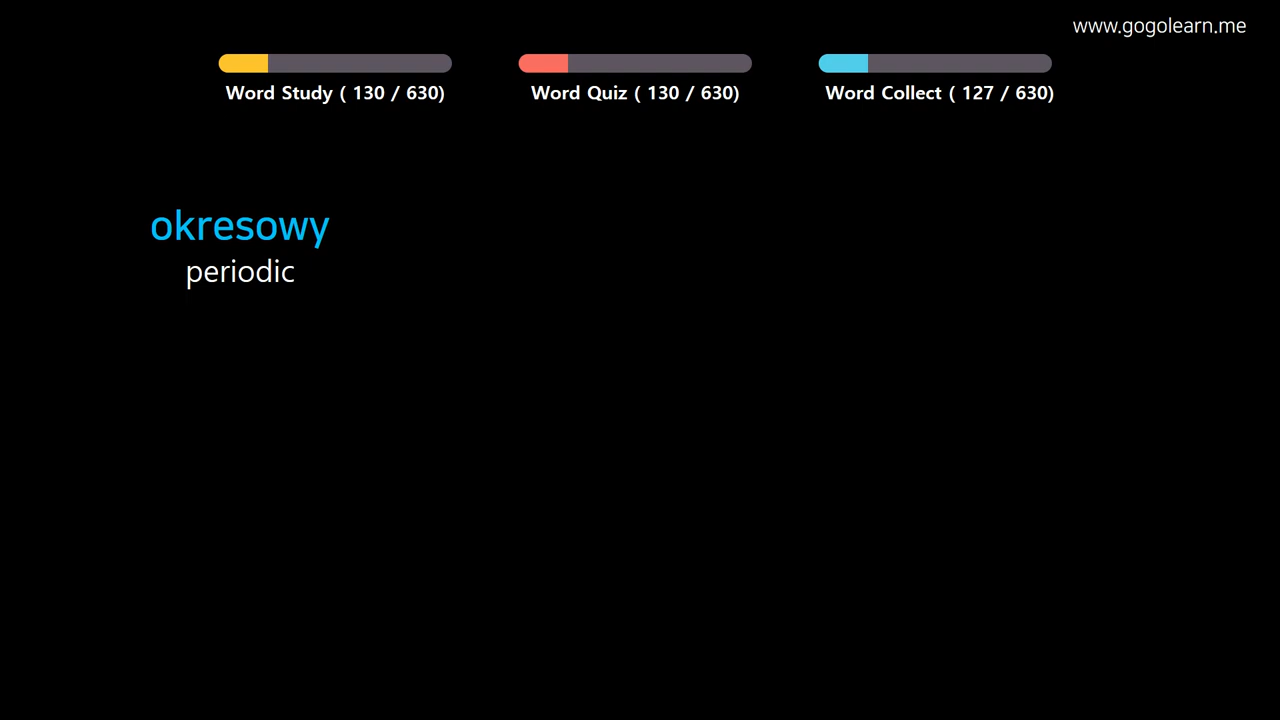 www.gogolearn.me
Word Study ( 130 / 630)
Word Quiz ( 130 / 630)
Word Collect ( 127 / 630)
okresowy
periodic